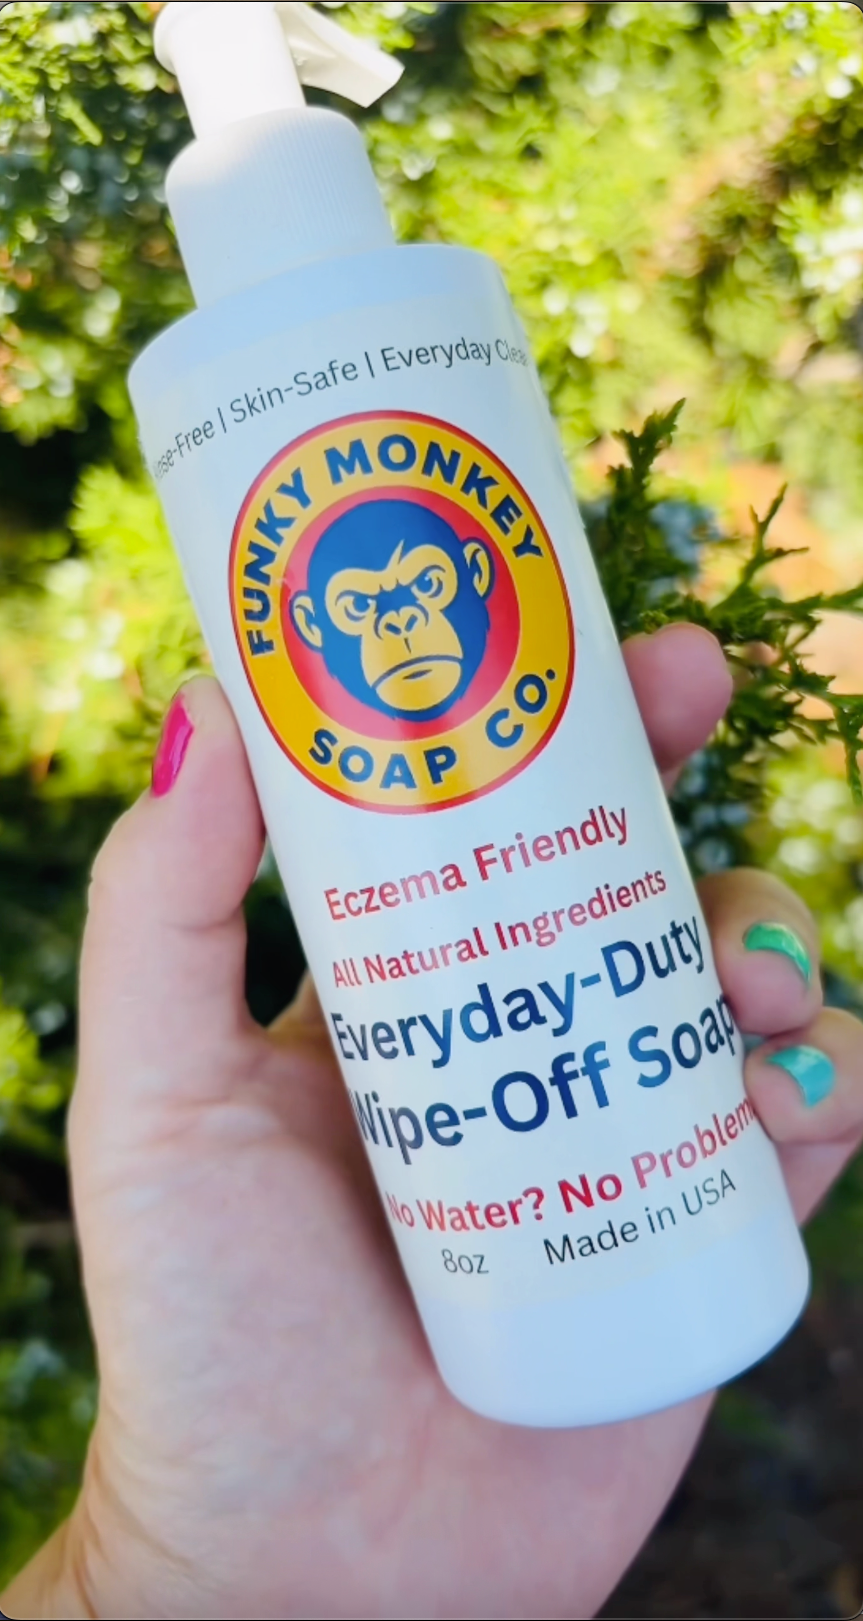 Skin-Safe | Everyday
FUNKY MONKEY
SOAP CO.
Eczema Friendly
All Natural Ingredients
Everyday-Duty
Wipe-Off Soap
No Water? No Problem
8oz Made in USA